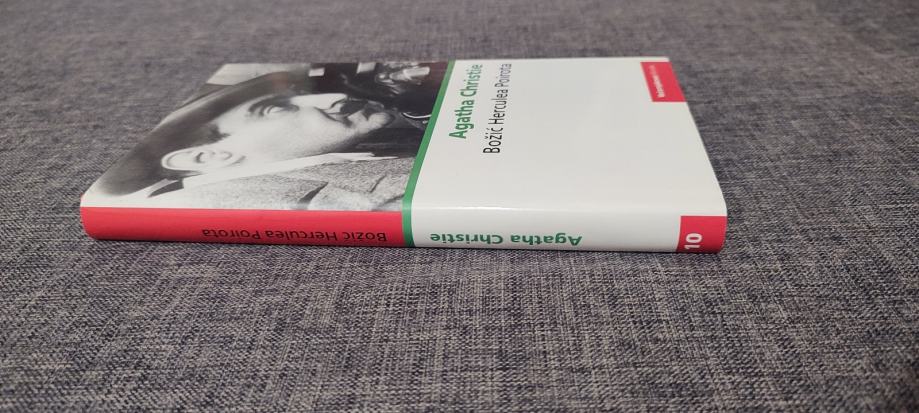 Agatha Christie
Božić Herculea Poirota
Božić Herculea Poirota
Agatha Christie
10